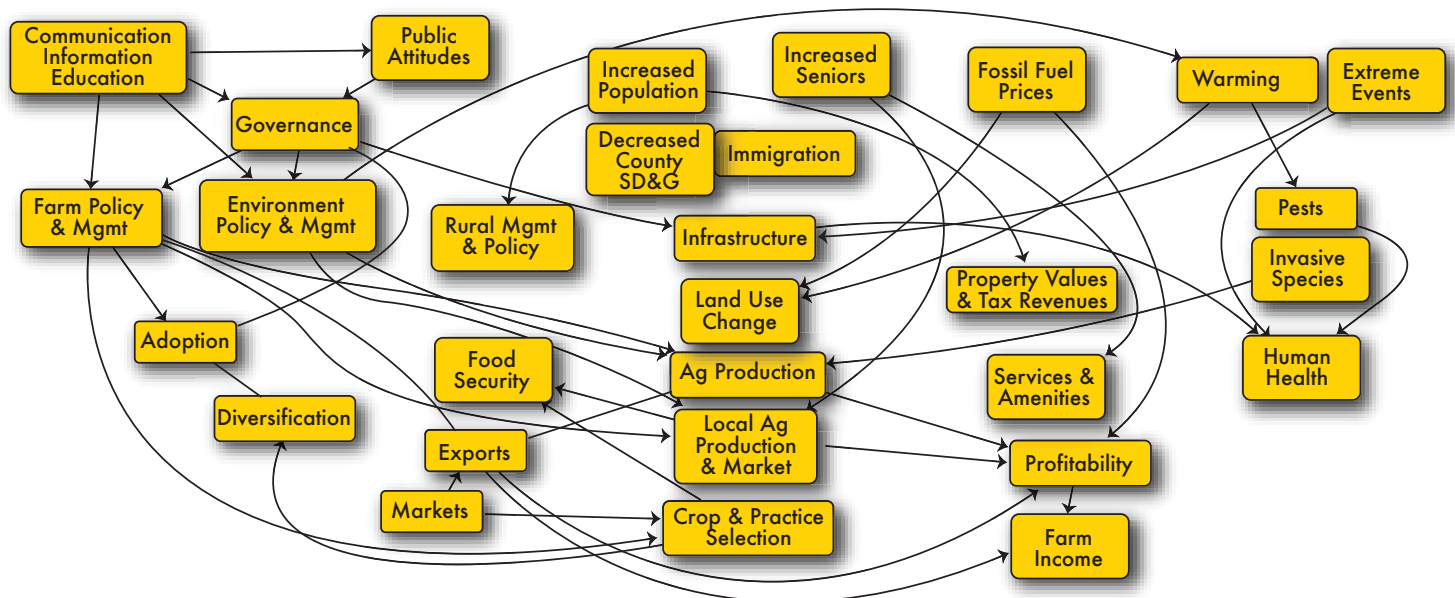 Communication
Information
Education
Public
Attitudes
Governance
Farm Policy
& Mgmt
Environment
Policy & Mgmt
Increased
Population
Decreased
County
SD&G
Immigration
Increased
Seniors
Fossil Fuel
Prices
Warming
Extreme
Events
Rural Mgmt
& Policy
Infrastructure
Pests
Invasive
Species
Land Use
Change
Property Values
& Tax Revenues
Adoption
Food
Security
Ag Production
Services &
Amenities
Human
Health
Diversification
Exports
Local Ag
Production
& Market
Profitability
Markets
Crop & Practice
Selection
Farm
Income